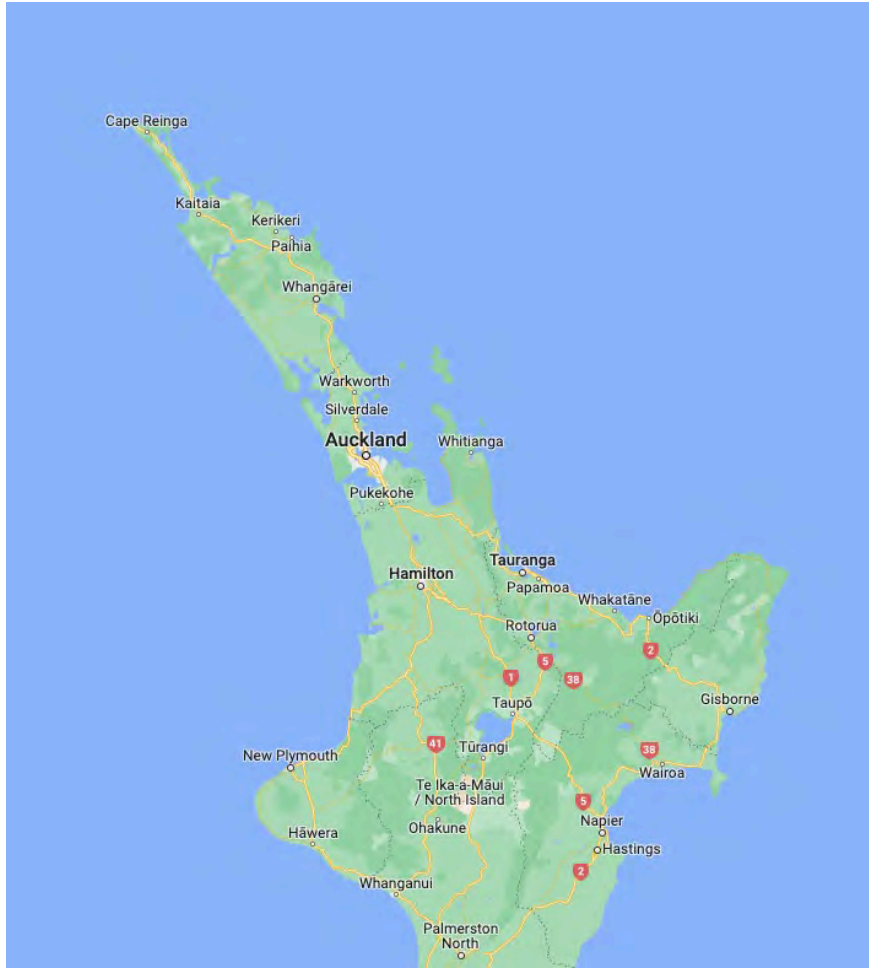 Cape Reinga
Kaitaia
Kerikeri
Paihia
Whangārei
Warkworth
Silverdale
Auckland
Whitianga
Pukekohe
Tauranga
Hamilton
Papamoa
Whakatāne
Ōpōtiki
Rotorua
2
5
1
38
Taupō
Gisborne
41
Tūrangi
38
New Plymouth
Wairoa
Te Ika-a-Māui
/ North Island
5
Ohakune
Napier
Hāwera
Hastings
2
Whanganui
Palmerston
North